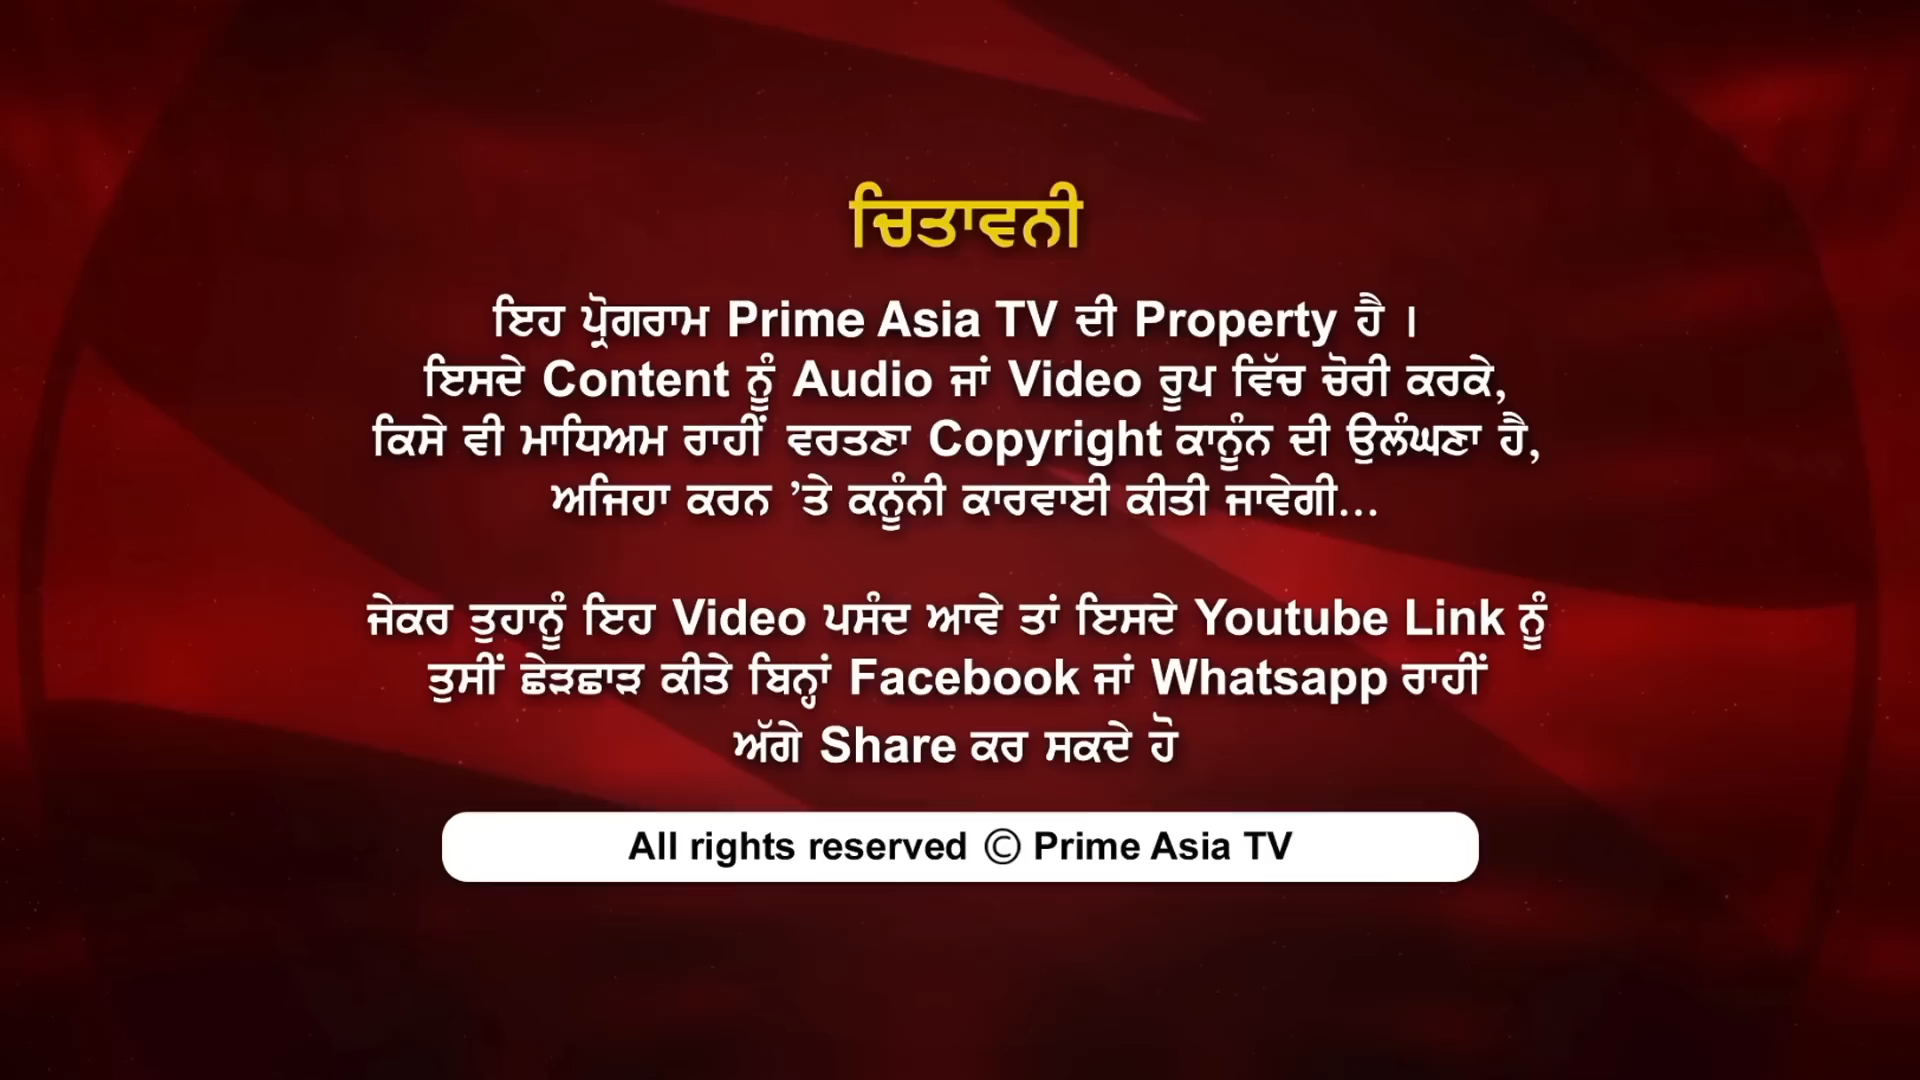 ਚਿਤਾਵਨੀ
ਇਹ ਪ੍ਰੋਗਰਾਮ Prime Asia TV ਦੀ Property ਹੈ ।
ਇਸਦੇ Content ਨੂੰ Audio ਜਾਂ Video ਰੂਪ ਵਿੱਚ ਚੋਰੀ ਕਰਕੇ,
ਕਿਸੇ ਵੀ ਮਾਧਿਅਮ ਰਾਹੀਂ ਵਰਤਣਾ Copyright ਕਾਨੂੰਨ ਦੀ ਉਲੰਘਣਾ ਹੈ,
ਅਜਿਹਾ ਕਰਨ ’ਤੇ ਕਨੂੰਨੀ ਕਾਰਵਾਈ ਕੀਤੀ ਜਾਵੇਗੀ...
ਜੇਕਰ ਤੁਹਾਨੂੰ ਇਹ Video ਪਸੰਦ ਆਵੇ ਤਾਂ ਇਸਦੇ Youtube Link ਨੂੰ
ਤੁਸੀਂ ਛੇੜਛਾੜ ਕੀਤੇ ਬਿਨ੍ਹਾਂ Facebook ਜਾਂ Whatsapp ਰਾਹੀਂ
ਅੱਗੇ Share ਕਰ ਸਕਦੇ ਹੋ
All rights reserved © Prime Asia TV